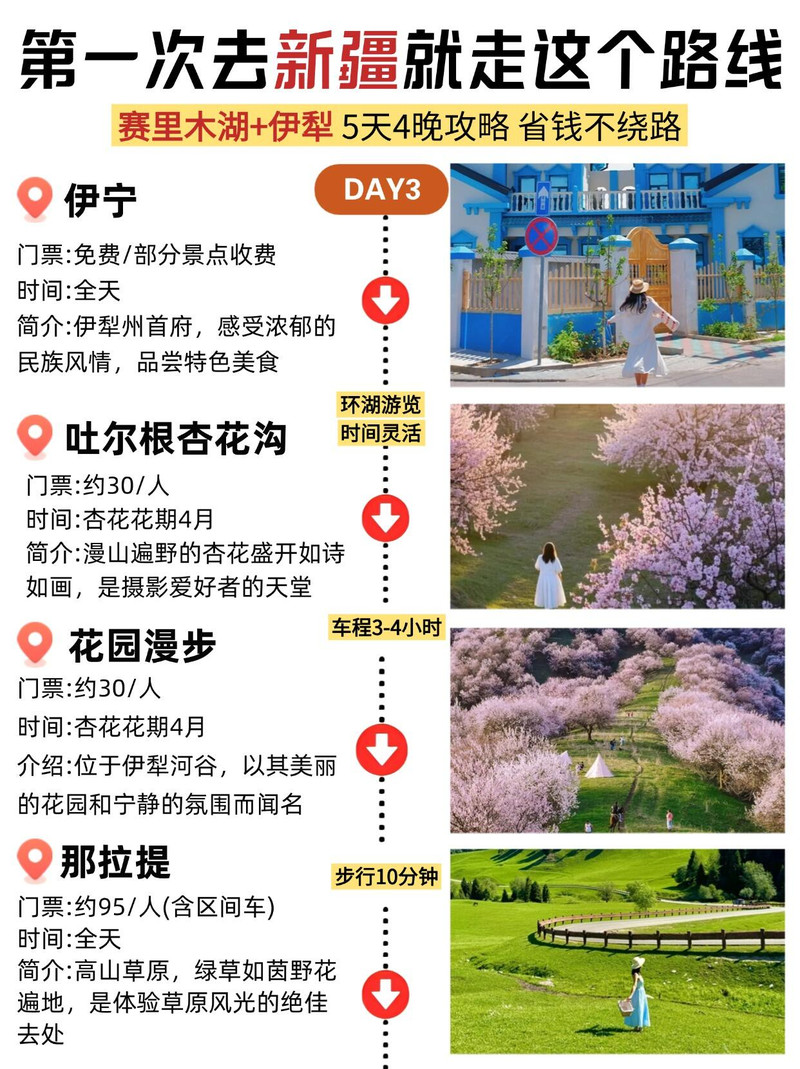 第一次去新疆就走这个路线
赛里木湖+伊犁 5天4晚攻略 省钱不绕路
DAY3
伊宁
门票:免费/部分景点收费
时间:全天
简介:伊犁州首府，感受浓郁的
民族风情，品尝特色美食
环湖游览
时间灵活
吐尔根杏花沟
门票:约30/人
时间:杏花花期4月
简介:漫山遍野的杏花盛开如诗
如画，是摄影爱好者的天堂
车程3-4小时
花园漫步
门票:约30/人
时间:杏花花期4月
介绍:位于伊犁河谷，以其美丽
的花园和宁静的氛围而闻名
步行10分钟
那拉提
门票:约95/人(含区间车)
时间:全天
简介:高山草原，绿草如茵野花
遍地，是体验草原风光的绝佳
去处